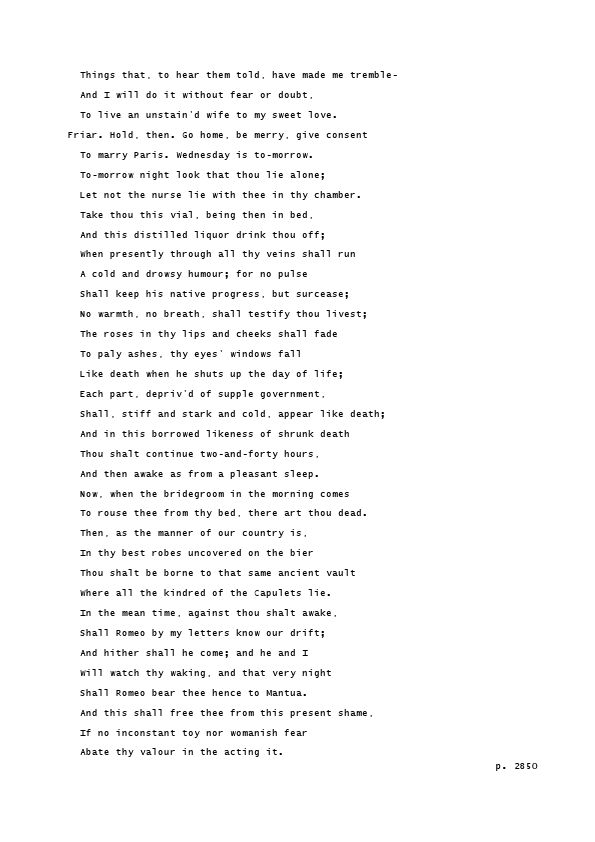 Things that, to hear them told, have made me tremble-
And I will do it without fear or doubt,
To live an unstain'd wife to my sweet love.
Friar. Hold, then. Go home, be merry, give consent
To marry Paris. Wednesday is to-morrow.
To-morrow night look that thou lie alone;
Let not the nurse lie with thee in thy chamber.
Take thou this vial, being then in bed,
And this distilled liquor drink thou off;
When presently through all thy veins shall run
A cold and drowsy humour; for no pulse
Shall keep his native progress, but surcease;
No warmth, no breath, shall testify thou livest;
The roses in thy lips and cheeks shall fade
To paly ashes, thy eyes' windows fall
Like death when he shuts up the day of life;
Each part, depriv'd of supple government,
Shall, stiff and stark and cold, appear like death;
And in this borrowed likeness of shrunk death
Thou shalt continue two-and-forty hours,
And then awake as from a pleasant sleep.
Now, when the bridegroom in the morning comes
To rouse thee from thy bed, there art thou dead.
Then, as the manner of our country is,
In thy best robes uncovered on the bier
Thou shalt be borne to that same ancient vault
Where all the kindred of the Capulets lie.
In the mean time, against thou shalt awake,
Shall Romeo by my letters know our drift;
And hither shall he come; and he and I
Will watch thy waking, and that very night
Shall Romeo bear thee hence to Mantua.
And this shall free thee from this present shame,
If no inconstant toy nor womanish fear
Abate thy valour in the acting it.
p. 2850